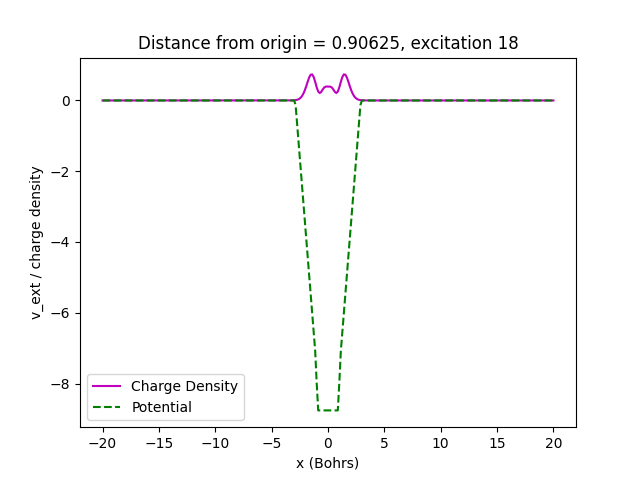 Distance from origin = 0.90625, excitation 18
v_ext / charge density
0
−2
−4
−6
−8
Charge Density
Potential
−20 −15 −10 −5 0 5 10 15 20
x (Bohrs)